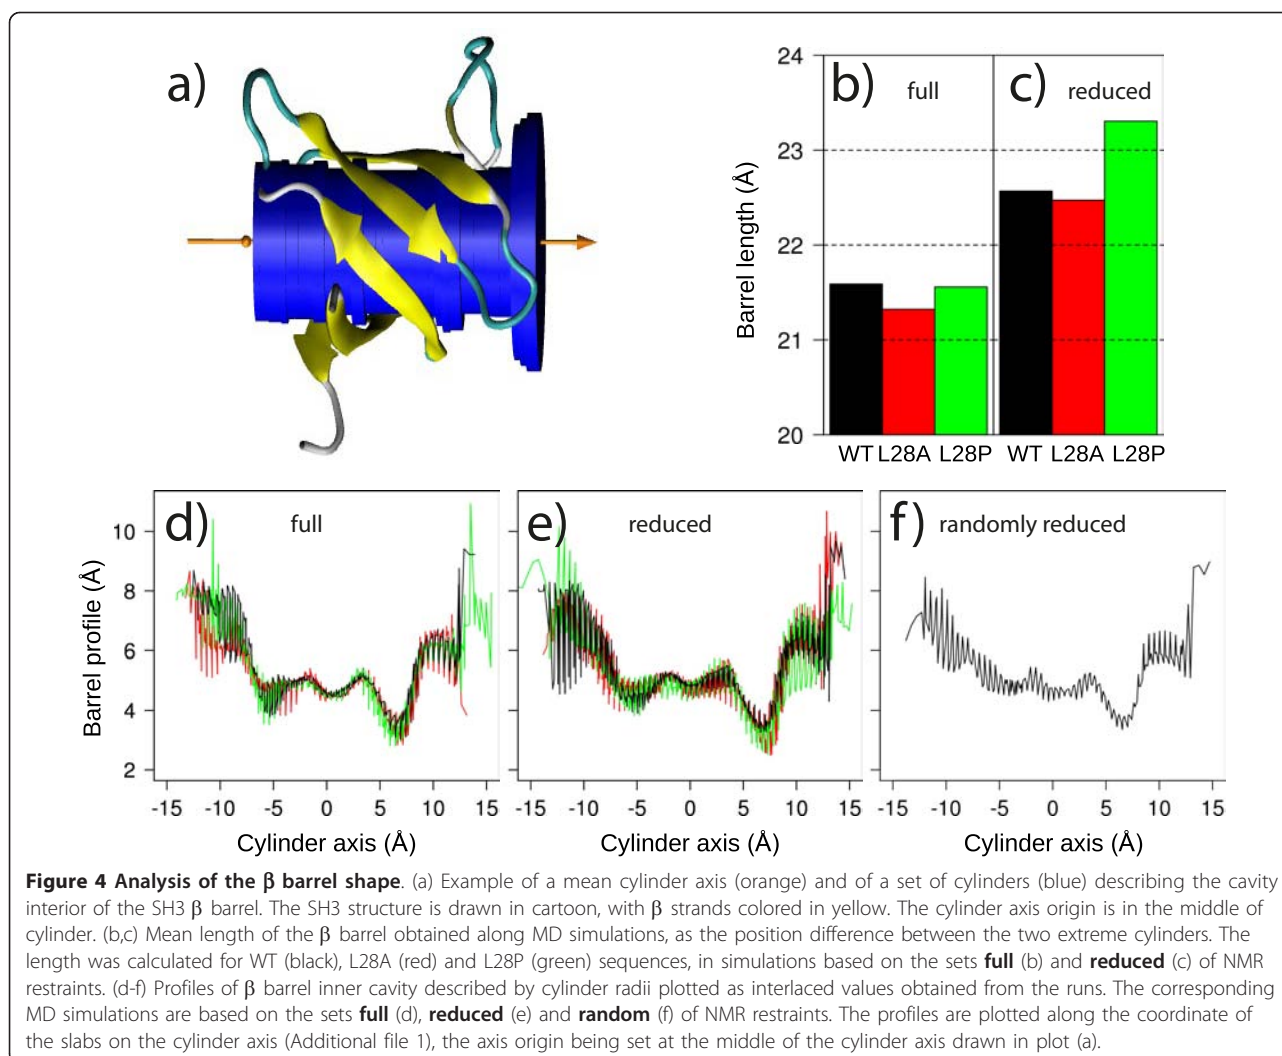 a)
b) full
c) reduced
24
23
22
21
20
Barrel length (Å)
WT L28A L28P WT L28A L28P
d) full
e) reduced
f) randomly reduced
10
8
6
4
2
Barrel profile (Å)
-15 -10 -5 0 5 10 15 -15 -10 -5 0 5 10 15 -15 -10 -5 0 5 10 15
Cylinder axis (Å) Cylinder axis (Å) Cylinder axis (Å)
Figure 4 Analysis of the β barrel shape. (a) Example of a mean cylinder axis (orange) and of a set of cylinders (blue) describing the cavity
interior of the SH3 β barrel. The SH3 structure is drawn in cartoon, with β strands colored in yellow. The cylinder axis origin is in the middle of
cylinder. (b,c) Mean length of the β barrel obtained along MD simulations, as the position difference between the two extreme cylinders. The
length was calculated for WT (black), L28A (red) and L28P (green) sequences, in simulations based on the sets full (b) and reduced (c) of NMR
restraints. (d-f) Profiles of β barrel inner cavity described by cylinder radii plotted as interlaced values obtained from the runs. The corresponding
MD simulations are based on the sets full (d), reduced (e) and random (f) of NMR restraints. The profiles are plotted along the coordinate of
the slabs on the cylinder axis (Additional file 1), the axis origin being set at the middle of the cylinder axis drawn in plot (a).